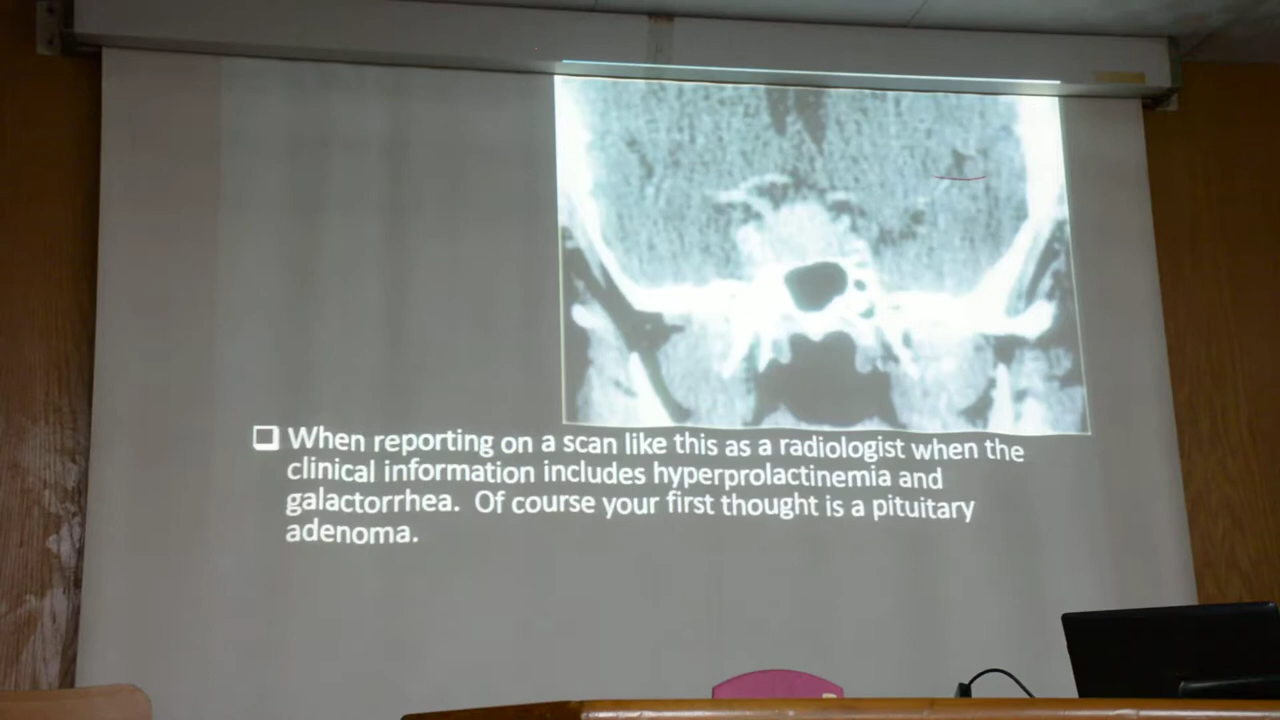 When reporting on a scan like this as a radiologist when the
clinical information includes hyperprolactinemia and
galactorrhea.  Of course your first thought is a pituitary
adenoma.